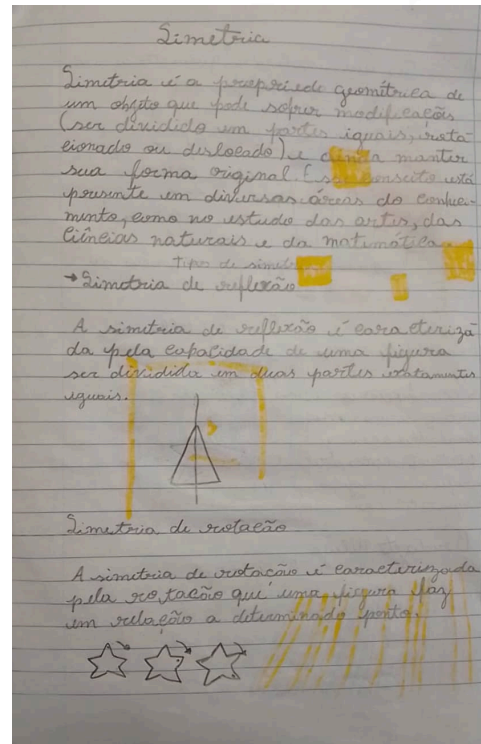 Simetria
Simetria é a propriedade geométrica de
um objeto que pode sofrer modificações
(ser dividido em partes iguais, rota-
cionado ou deslocado) e ainda manter
sua forma original. Esse conseito está
presente em diversas áreas do conheci-
mento, como no estudo das artes, das
Ciências naturais e da matemática
Tipos de simet
→ Simetria de reflexão
A simetria de reflexão é caracteriza
da pela capacidade de uma figura
ser dividida em duas partes exatamentes
iguais.
Simetria de rotação
A simetria de rotação é caracterizada
pela rotação que uma figura faz
em relação a determinado ponto.